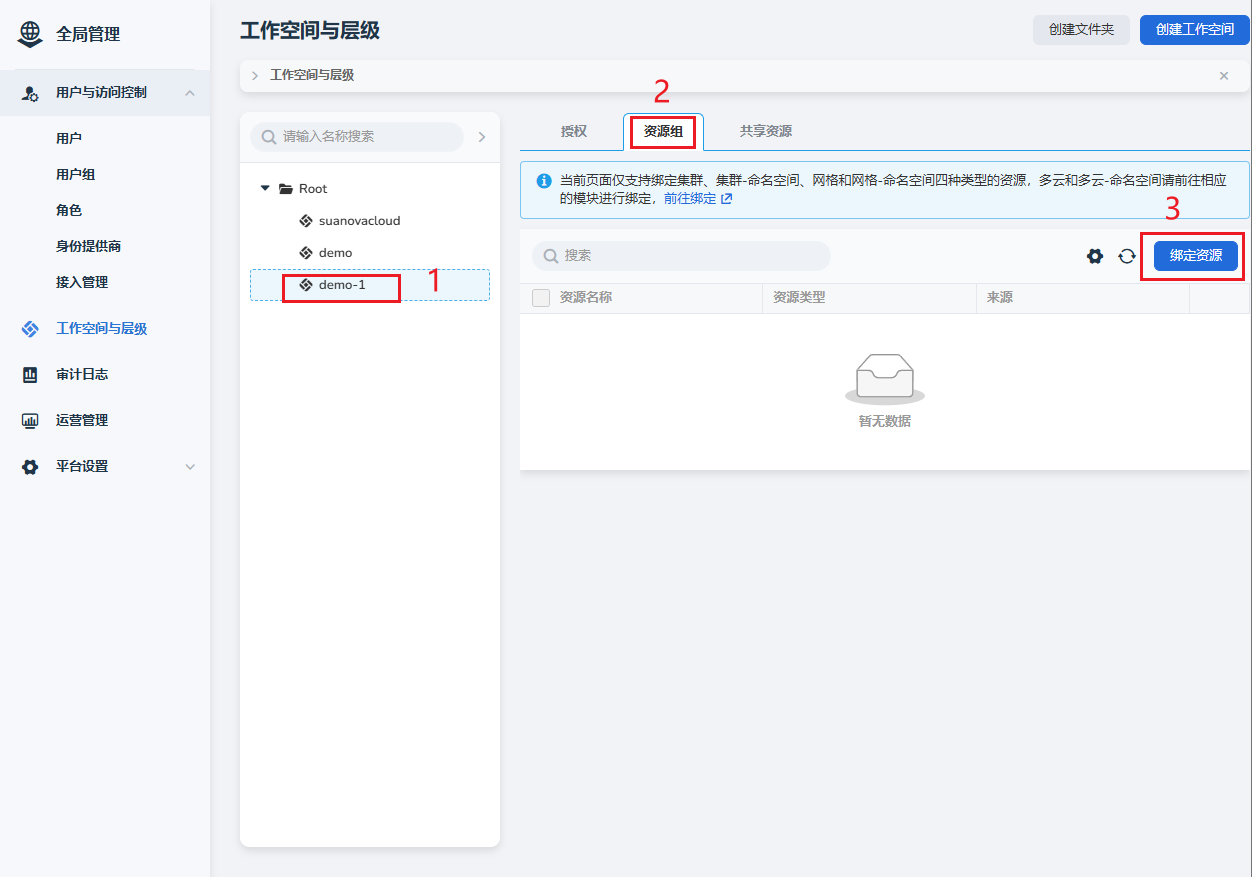 全局管理
用户与访问控制
用户
用户组
角色
身份提供商
接入管理
工作空间与层级
审计日志
运营管理
平台设置
工作空间与层级
创建文件夹
创建工作空间
工作空间与层级
请输入名称搜索
Root
suanovacloud
demo
demo-1
1
2
授权
资源组
共享资源
当前页面仅支持绑定集群、集群-命名空间、网格和网格-命名空间四种类型的资源，多云和多云-命名空间请前往相应
的模块进行绑定，前往绑定
3
搜索
绑定资源
资源名称
资源类型
来源
暂无数据